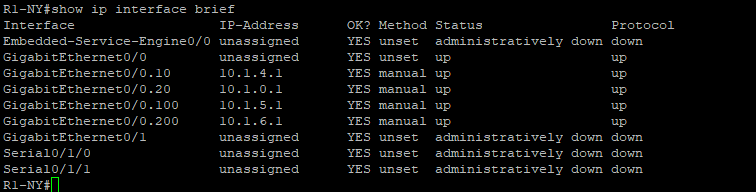 R1-NY#show ip interface brief
Interface                  IP-Address      OK? Method Status                Protocol
Embedded-Service-Engine0/0 unassigned      YES unset  administratively down down
GigabitEthernet0/0         unassigned      YES unset  up                    up
GigabitEthernet0/0.10      10.1.4.1        YES manual up                    up
GigabitEthernet0/0.20      10.1.0.1        YES manual up                    up
GigabitEthernet0/0.100     10.1.5.1        YES manual up                    up
GigabitEthernet0/0.200     10.1.6.1        YES manual up                    up
GigabitEthernet0/1         unassigned      YES unset  administratively down down
Serial0/1/0                unassigned      YES unset  administratively down down
Serial0/1/1                unassigned      YES unset  administratively down down
R1-NY#